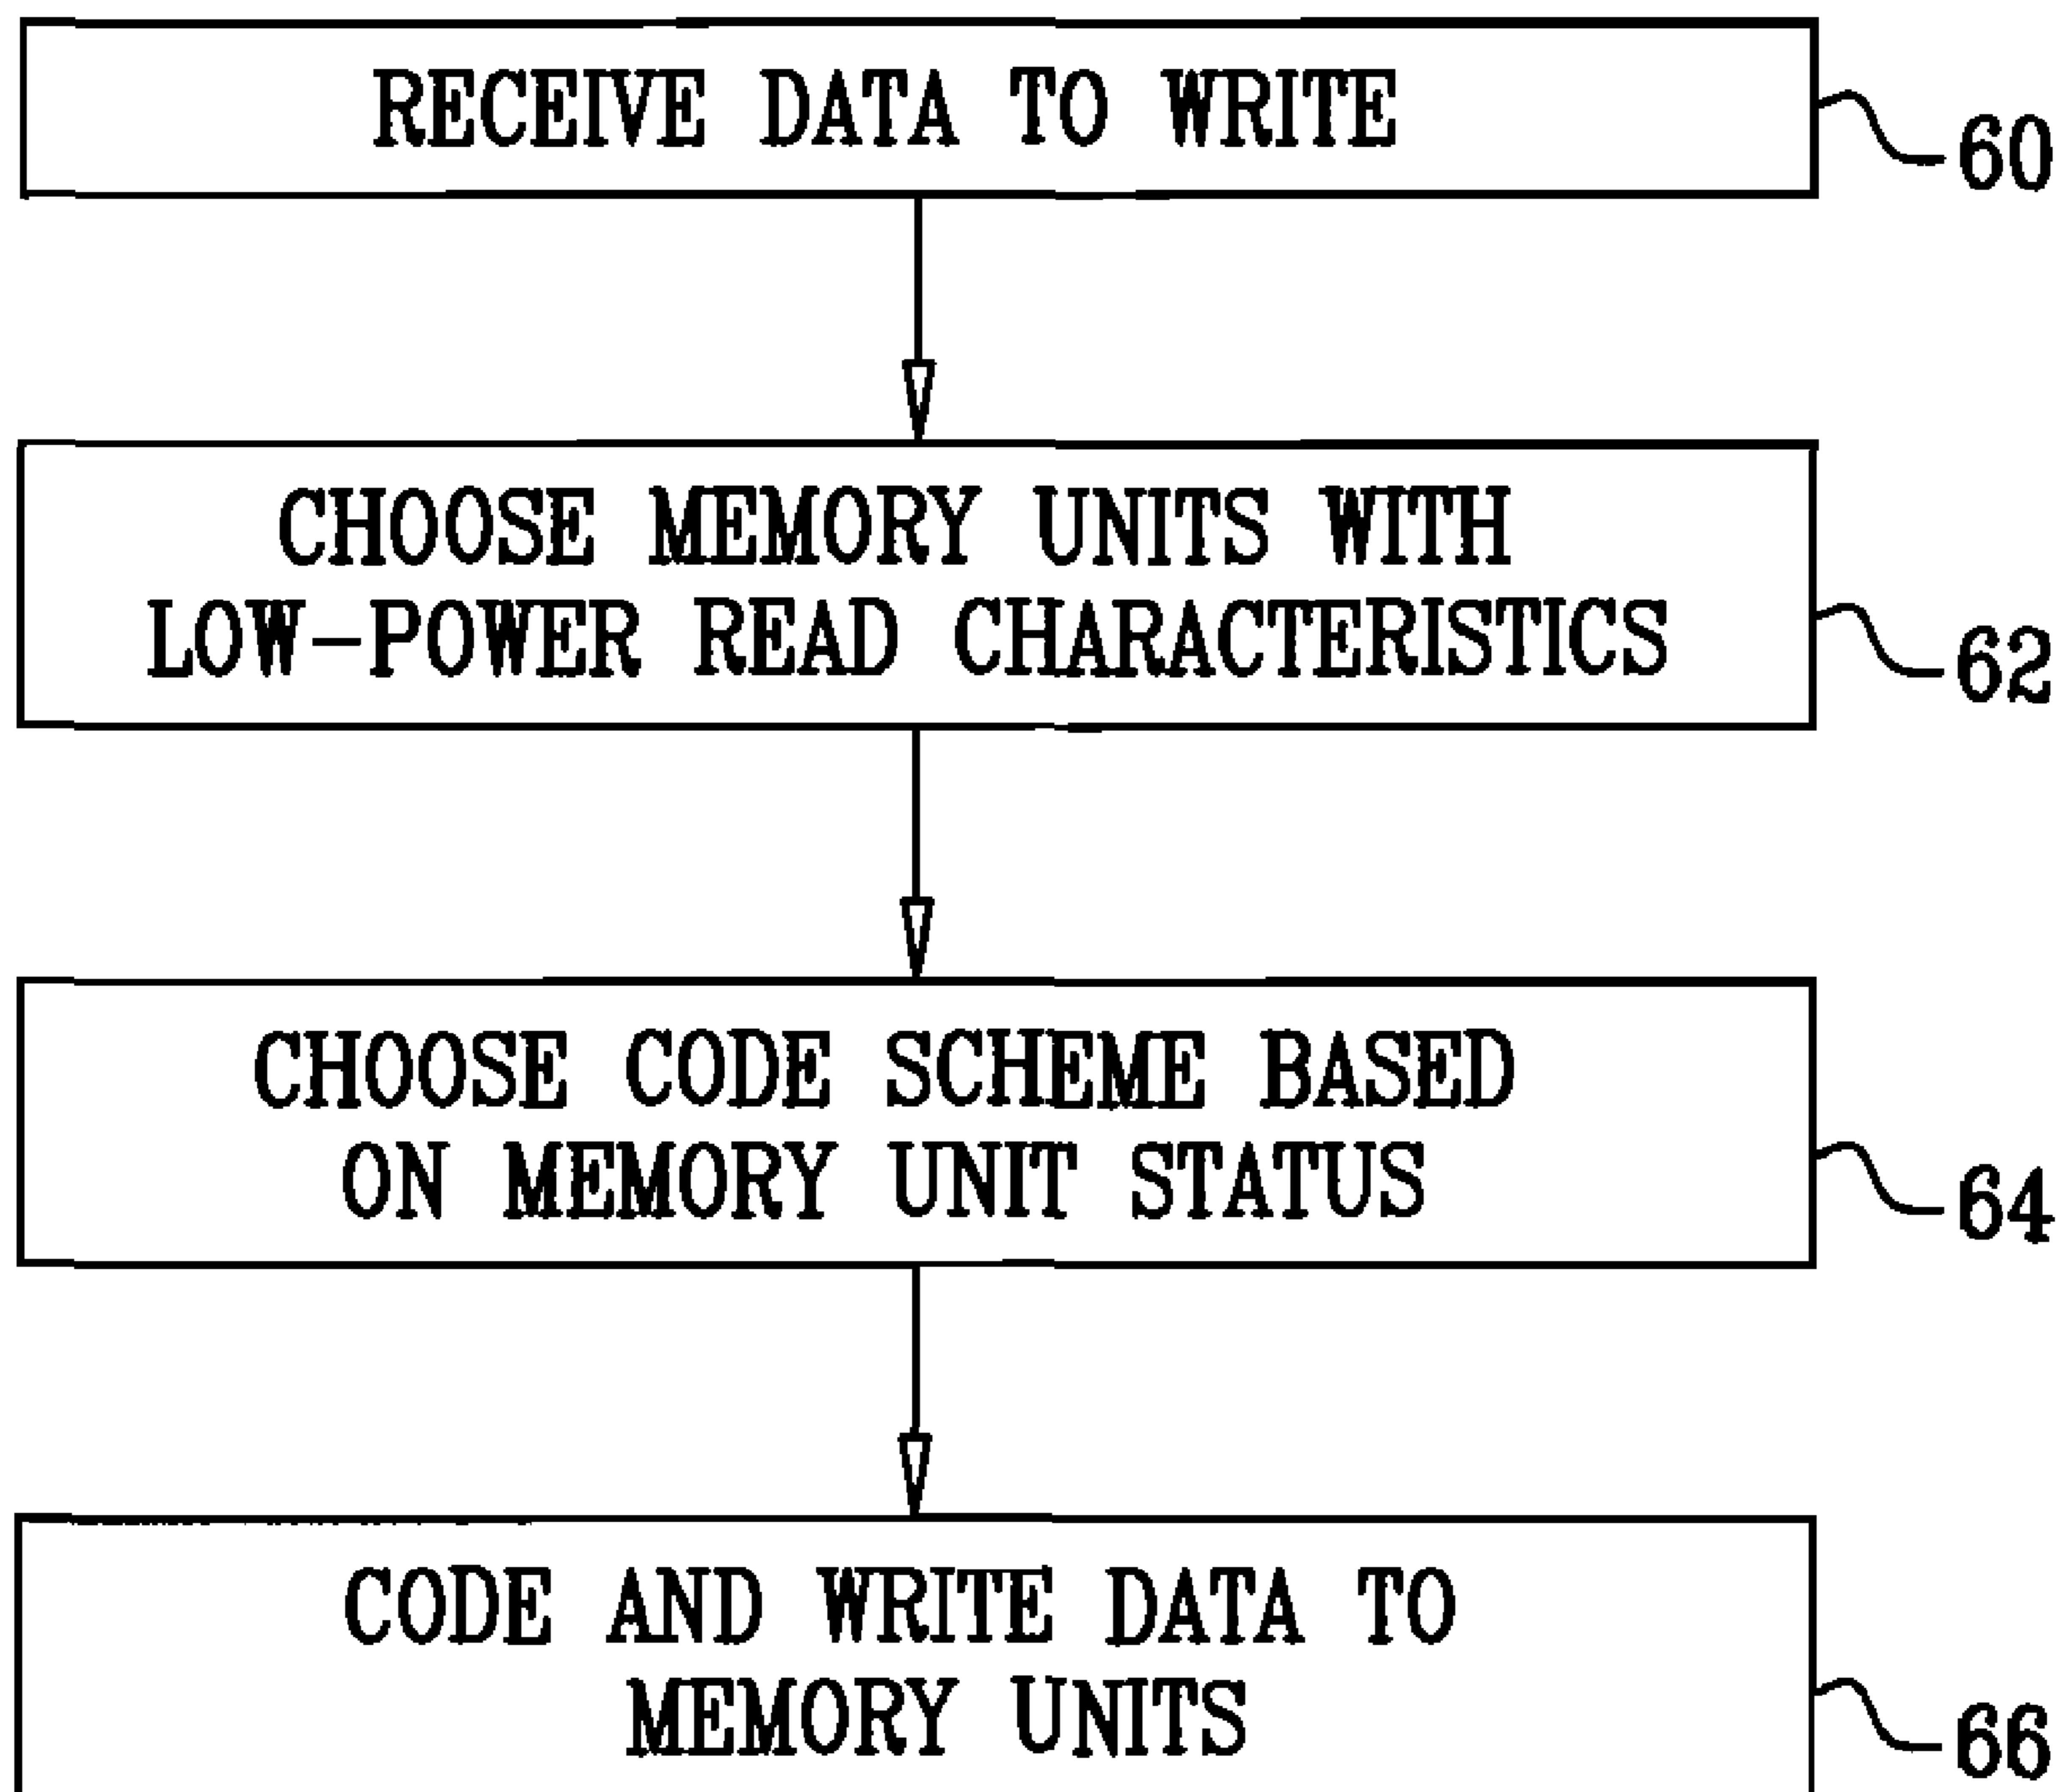 RECEIVE DATA TO WRITE
60
CHOOSE MEMORY UNITS WITH
LOW-POWER READ CHARACTERISTICS
62
CHOOSE CODE SCHEME BASED
ON MEMORY UNIT STATUS
64
CODE AND WRITE DATA TO
MEMORY UNITS
66